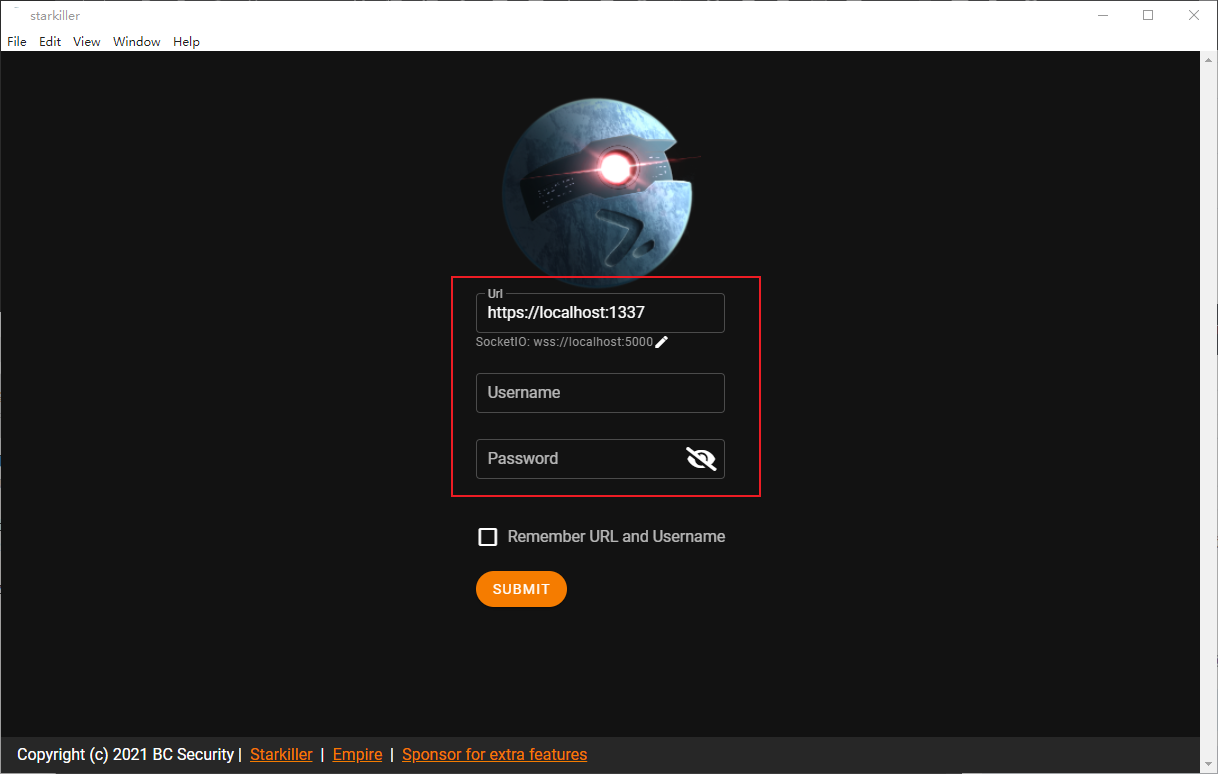 starkiller
File Edit View Window Help
Url
https://localhost:1337
SocketIO: wss://localhost:5000
Username
Password
Remember URL and Username
SUBMIT
Copyright (c) 2021 BC Security | Starkiller | Empire | Sponsor for extra features